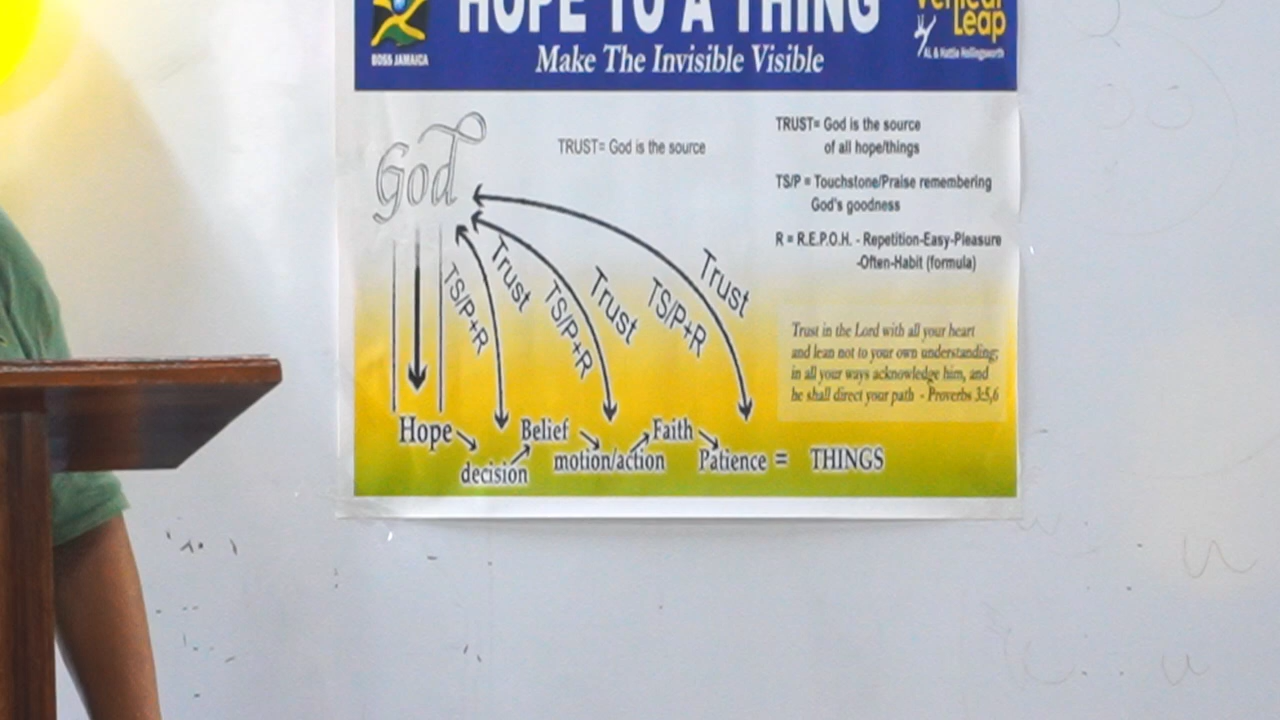 HOPE TO A THING
Make The Invisible Visible
BOSS JAMAICA
Vertical
Leap
AL & Hattie Hollingsworth
God
TRUST= God is the source
TRUST= God is the source
of all hope/things
TS/P = Touchstone/Praise remembering
God's goodness
R = R.E.P.O.H. - Repetition-Easy-Pleasure
-Often-Habit (formula)
TS/P+R
Trust
TS/P+R
Trust
TS/P+R
Trust
Trust in the Lord with all your heart
and lean not to your own understanding;
in all your ways acknowledge him, and
he shall direct your path - Proverbs 3:5,6
Hope
decision
Belief
motion/action
Faith
Patience = THINGS